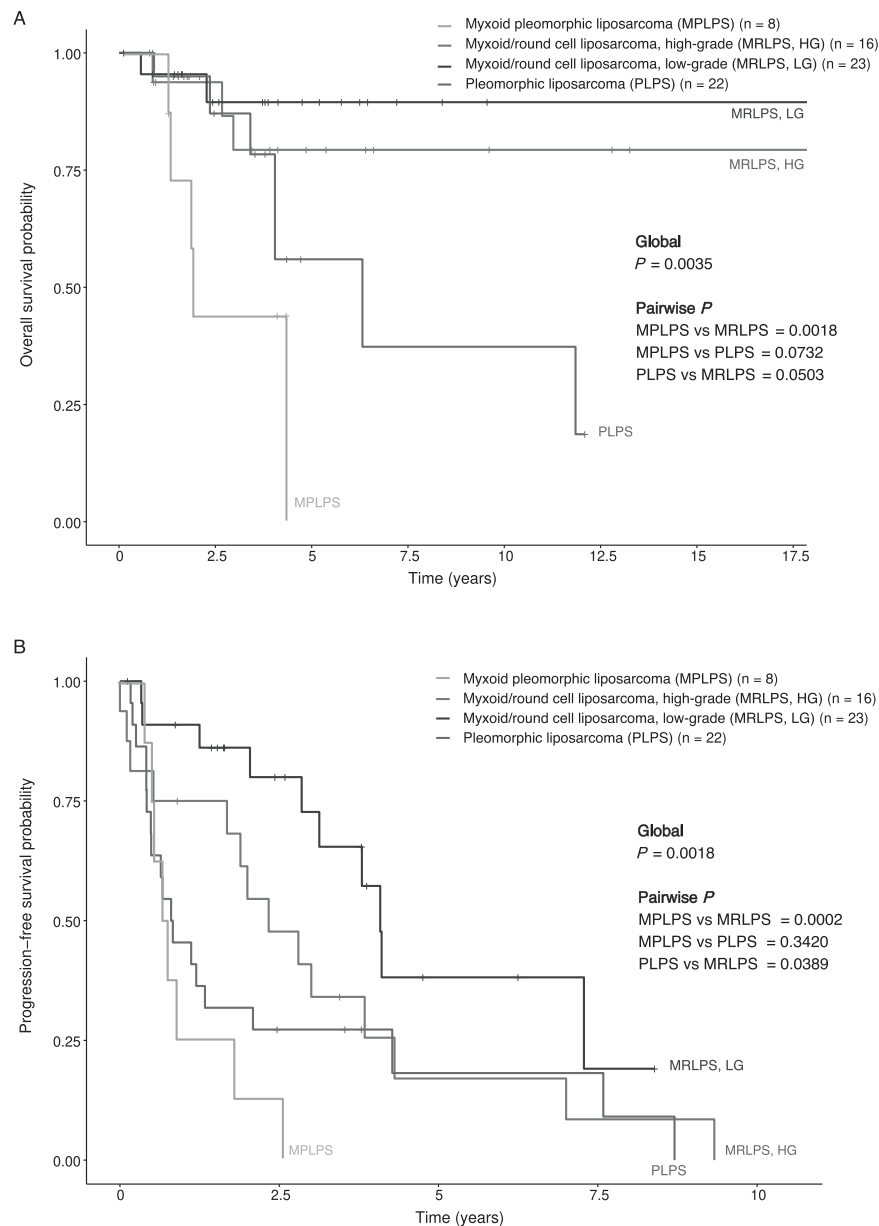 A
Myxoid pleomorphic liposarcoma (MPLPS) (n = 8)
Myxoid/round cell liposarcoma, high-grade (MRLPS, HG) (n = 16)
Myxoid/round cell liposarcoma, low-grade (MRLPS, LG) (n = 23)
Pleomorphic liposarcoma (PLPS) (n = 22)
1.00
0.75
0.50
0.25
0.00
Overall survival probability
MRLPS, LG
MRLPS, HG
Global
P = 0.0035
Pairwise P
MPLPS vs MRLPS = 0.0018
MPLPS vs PLPS = 0.0732
PLPS vs MRLPS = 0.0503
PLPS
MPLPS
0 2.5 5 7.5 10 12.5 15 17.5
Time (years)
B
Myxoid pleomorphic liposarcoma (MPLPS) (n = 8)
Myxoid/round cell liposarcoma, high-grade (MRLPS, HG) (n = 16)
Myxoid/round cell liposarcoma, low-grade (MRLPS, LG) (n = 23)
Pleomorphic liposarcoma (PLPS) (n = 22)
1.00
0.75
0.50
0.25
0.00
Progression–free survival probability
Global
P = 0.0018
Pairwise P
MPLPS vs MRLPS = 0.0002
MPLPS vs PLPS = 0.3420
PLPS vs MRLPS = 0.0389
MRLPS, LG
MPLPS
MRLPS, HG
PLPS
0 2.5 5 7.5 10
Time (years)